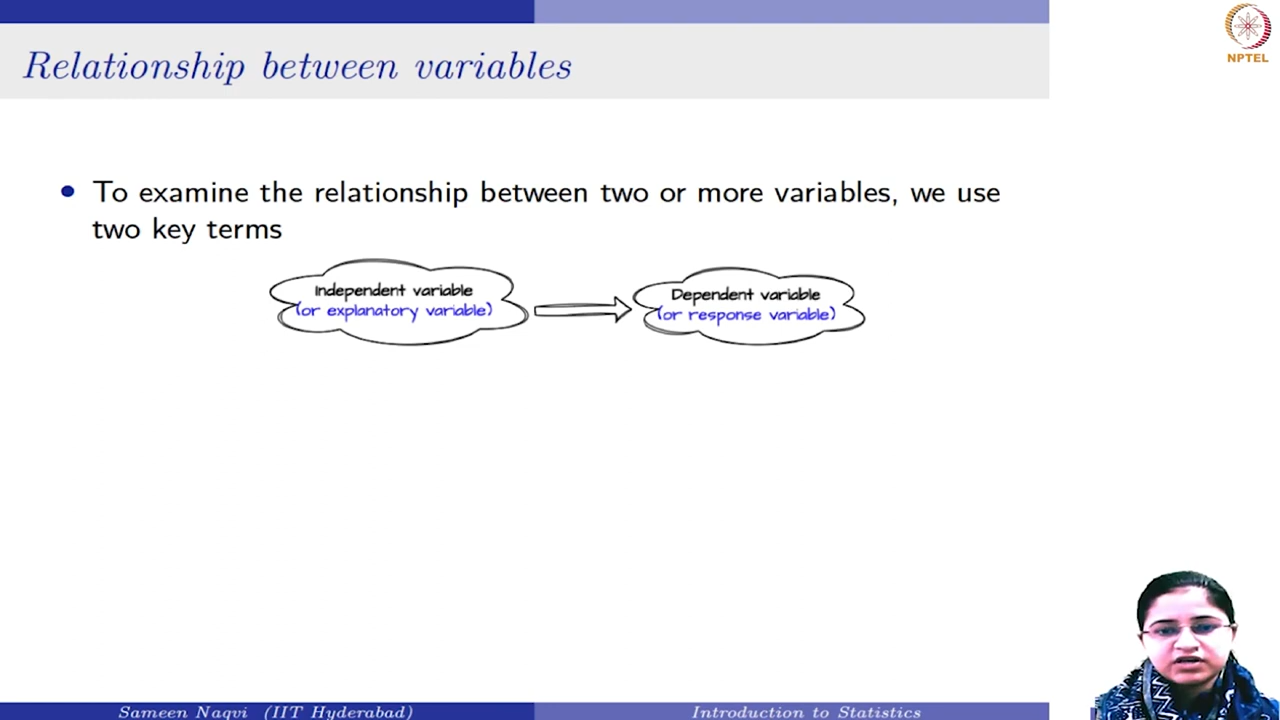 Relationship between variables
NPTEL
• To examine the relationship between two or more variables, we use
two key terms
Independent variable
(or explanatory variable)
Dependent variable
(or response variable)
Sameen Naqvi (IIT Hyderabad)
Introduction to Statistics